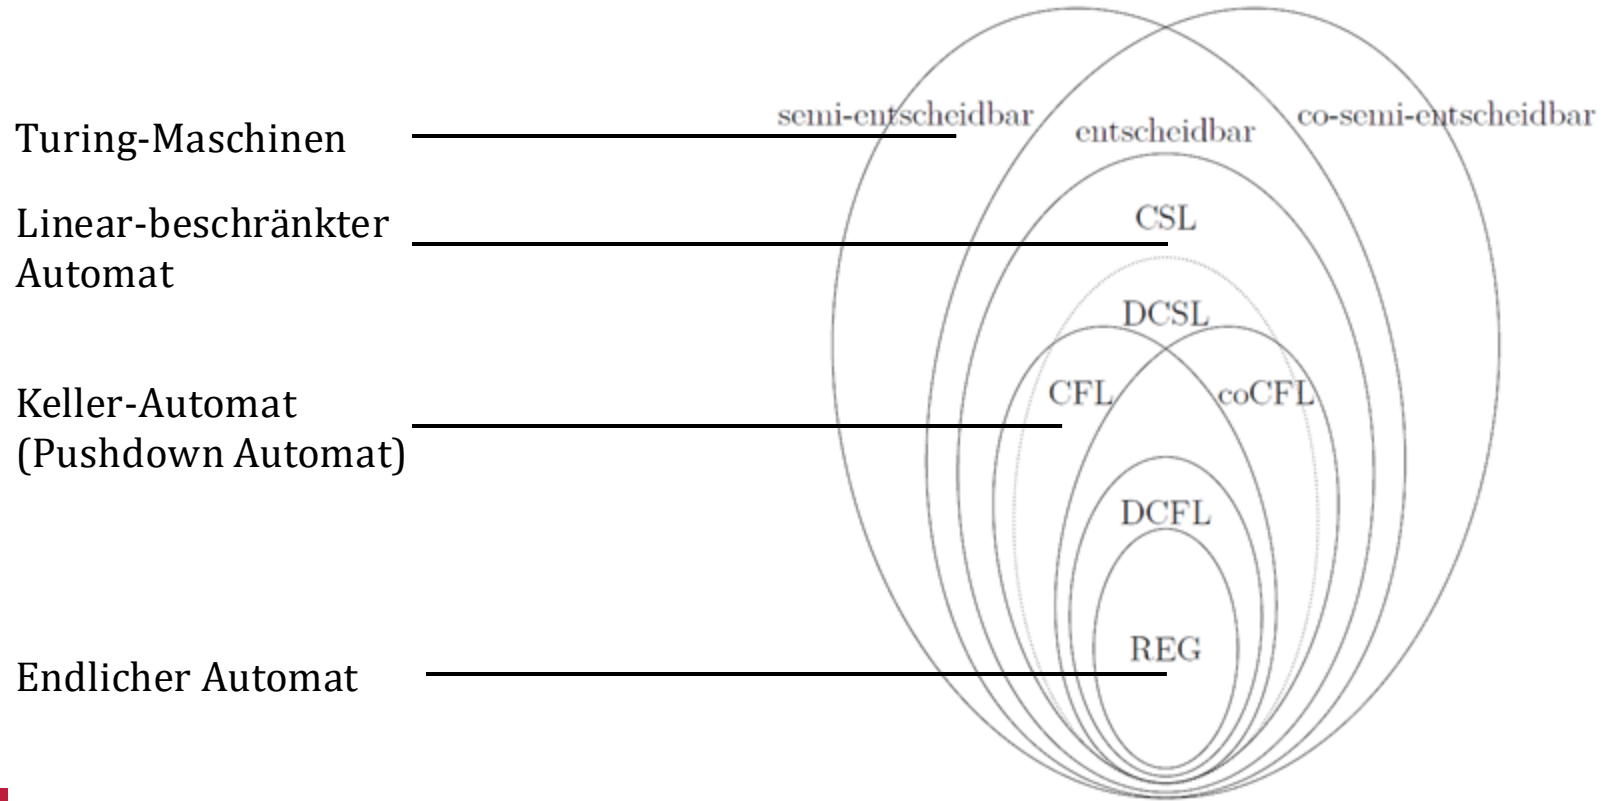 Turing-Maschinen
Linear-beschränkter
Automat
Keller-Automat
(Pushdown Automat)
Endlicher Automat
semi-entscheidbar
entscheidbar
co-semi-entscheidbar
CSL
DCSL
CFL
coCFL
DCFL
REG